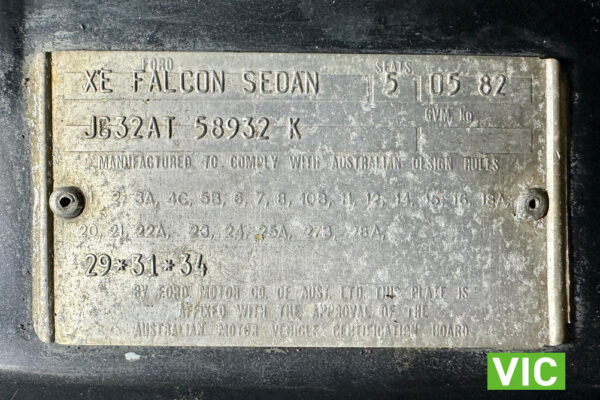 FORD SEATS
XE FALCON SEDAN 5 05 82
GVM Kg
JG32AT 58932 K
MANUFACTURED TO COMPLY WITH AUSTRALIAN DESIGN RULES
2, 3A, 4C, 5B, 6, 7, 8, 10B, 11, 12, 14, 15, 16, 18A,
20, 21, 22A, 23, 24, 25A, 27B, 28A,
29*31*34
BY FORD MOTOR CO. OF AUST. LTD. THIS PLATE IS
AFFIXED WITH THE APPROVAL OF THE
AUSTRALIAN MOTOR VEHICLE CERTIFICATION BOARD
VIC